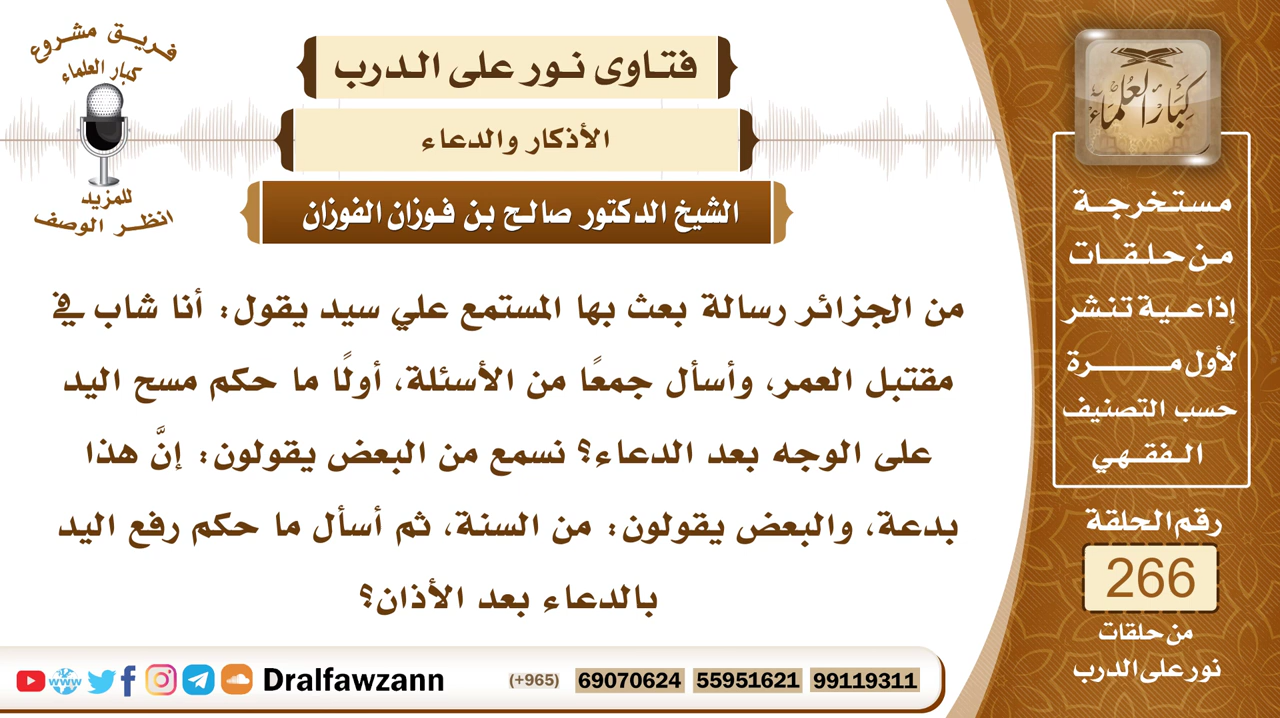 فريق مشروع
كبار العلماء
للمزيد
انظر الوصف
فتاوى نور على الدرب
الأذكار والدعاء
الشيخ الدكتور صالح بن فوزان الفوزان
من الجزائر رسالة بعث بها المستمع علي سيد يقول: أنا شاب في
مقتبل العمر، وأسأل جمعًا من الأسئلة، أولًا ما حكم مسح اليد
على الوجه بعد الدعاء؟ نسمع من البعض يقولون: إنَّ هذا
بدعة، والبعض يقولون: من السنة، ثم أسأل ما حكم رفع اليد
بالدعاء بعد الأذان؟
كبار العلماء
مستخرجة
من حلقات
إذاعية تنشر
لأول مرة
حسب التصنيف
الفقهي
رقم الحلقة
266
من حلقات
نور على الدرب
www Dralfawzann (+965) 69070624 55951621 99119311